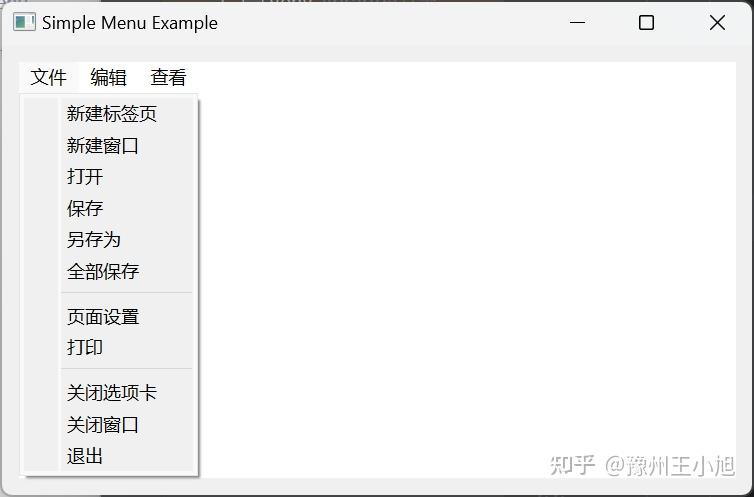 Simple Menu Example
文件 编辑 查看
新建标签页
新建窗口
打开
保存
另存为
全部保存
页面设置
打印
关闭选项卡
关闭窗口
退出
知乎 @豫州王小旭